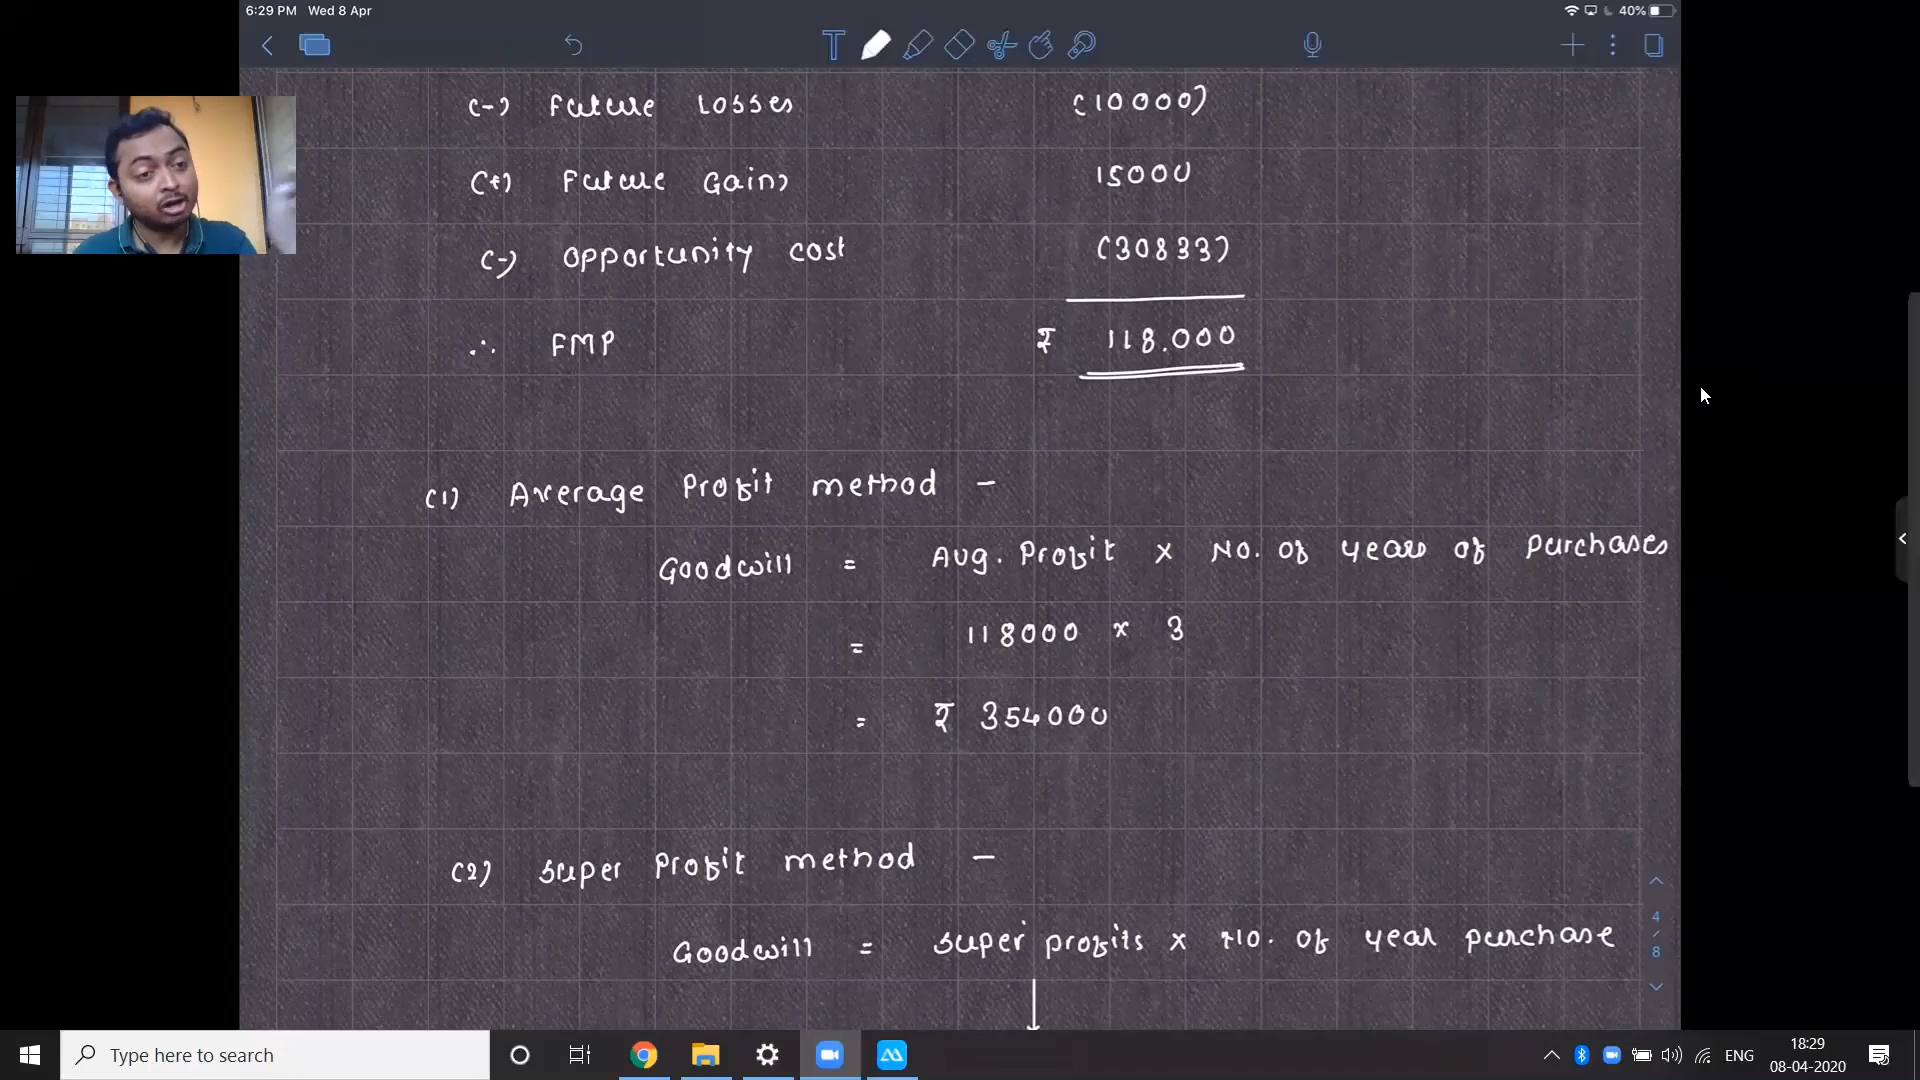 6:29 PM Wed 8 Apr
40%
(-) Future Losses (10000)
(+) Future Gains 15000
(-) Opportunity cost (30833)
∴ FMP ₹ 118.000
(1) Average Profit method -
Goodwill = Avg. Profit x No. of years of purchases
= 118000 x 3
= ₹ 354000
(2) Super Profit method -
Goodwill = Super profits x No. of year purchase
4
8
Type here to search
ENG
18:29
08-04-2020